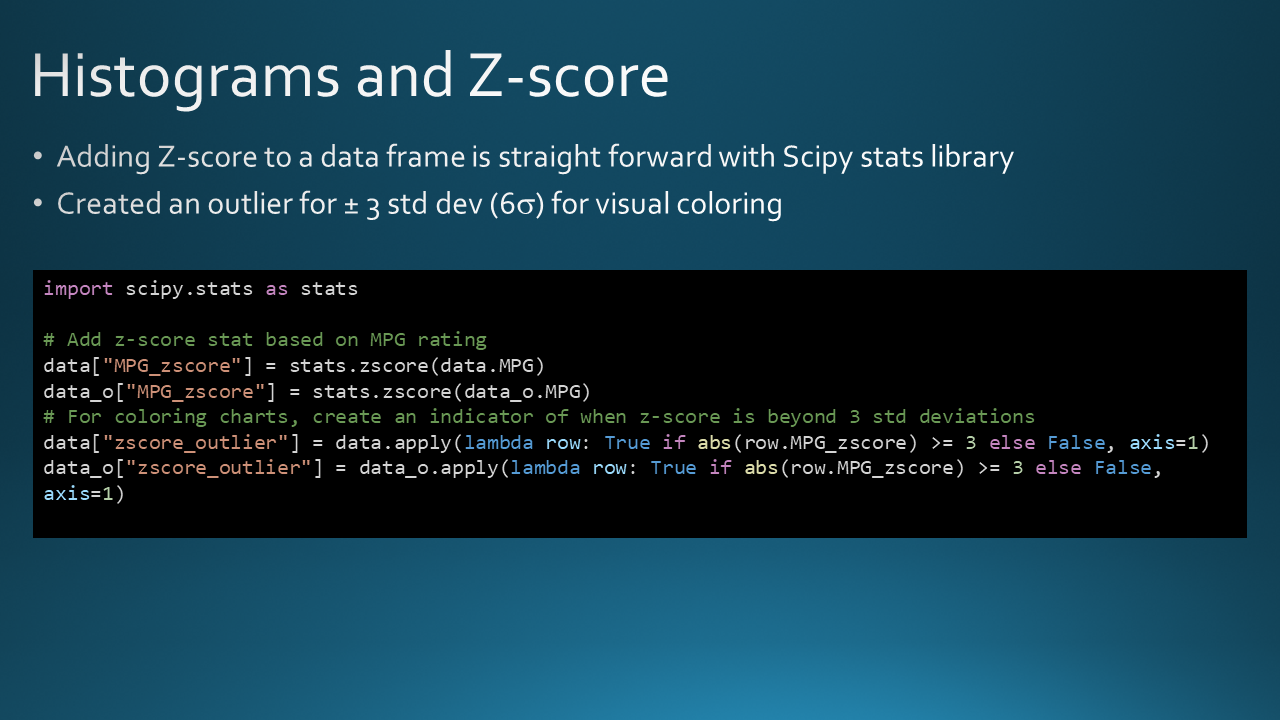 Histograms and Z-score
• Adding Z-score to a data frame is straight forward with Scipy stats library
• Created an outlier for ± 3 std dev (6σ) for visual coloring
import scipy.stats as stats
# Add z-score stat based on MPG rating
data["MPG_zscore"] = stats.zscore(data.MPG)
data_o["MPG_zscore"] = stats.zscore(data_o.MPG)
# For coloring charts, create an indicator of when z-score is beyond 3 std deviations
data["zscore_outlier"] = data.apply(lambda row: True if abs(row.MPG_zscore) >= 3 else False, axis=1)
data_o["zscore_outlier"] = data_o.apply(lambda row: True if abs(row.MPG_zscore) >= 3 else False,
axis=1)